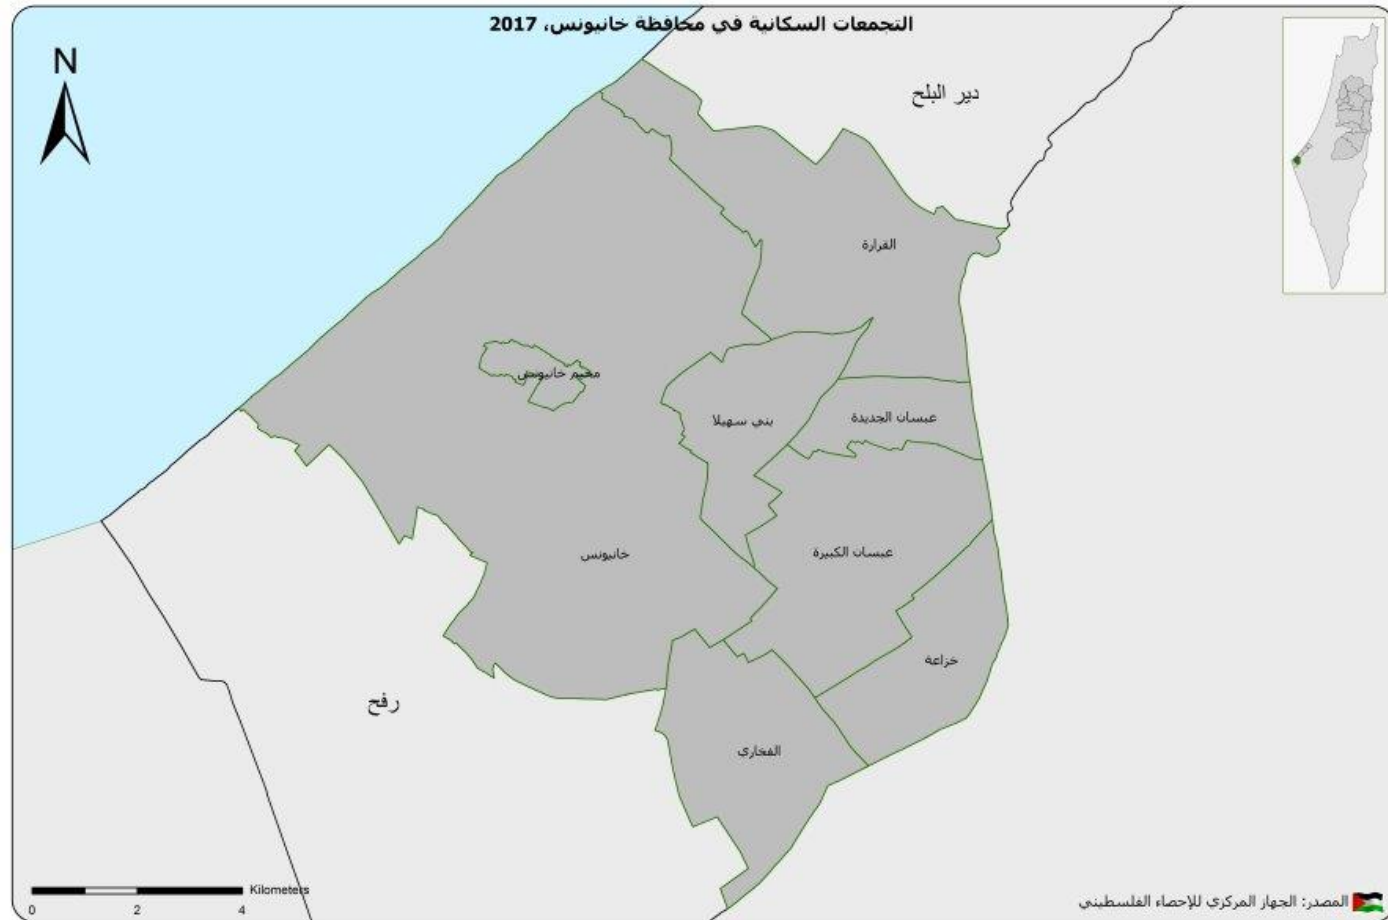 التجمعات السكانية في محافظة خانيونس، 2017
N
دير البلح
القرارة
مخيم خانيونس
بني سهيلا
عبسان الجديدة
عبسان الكبيرة
خانيونس
خزاعة
رفح
الفخاري
Kilometers
0 2 4
المصدر: الجهاز المركزي للإحصاء الفلسطيني